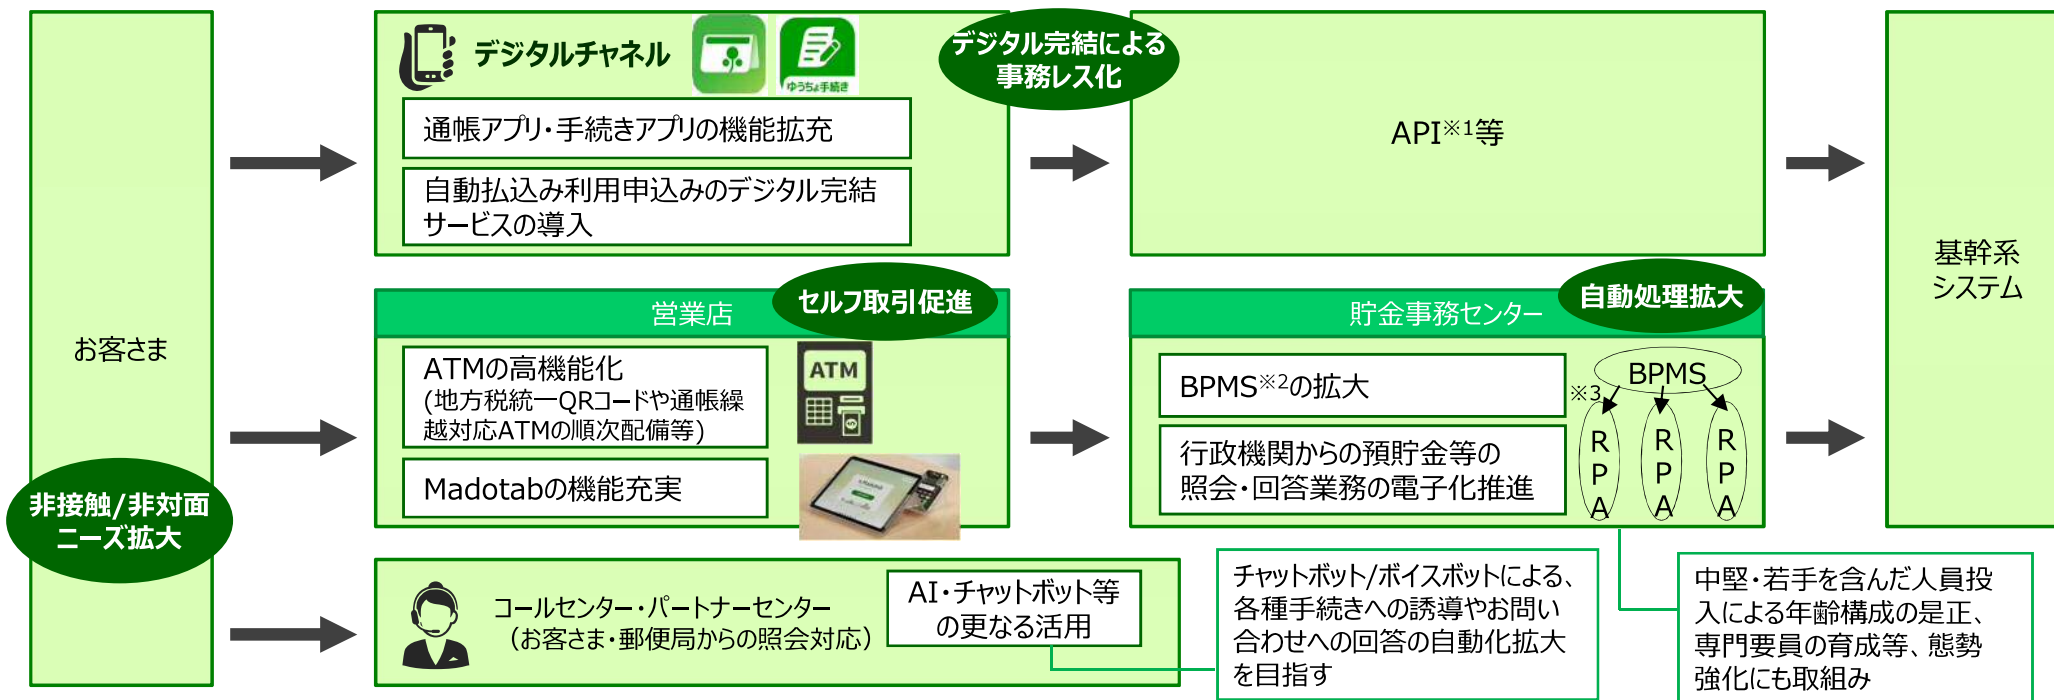 お客さま
非接触/非対面
ニーズ拡大
デジタルチャネル
ゆうちょ手続き
通帳アプリ・手続きアプリの機能拡充
自動払込み利用申込みのデジタル完結
サービスの導入
デジタル完結による
事務レス化
API※1等
基幹系
システム
営業店
セルフ取引促進
ATMの高機能化
(地方税統一QRコードや通帳繰
越対応ATMの順次配備等)
ATM
Madotabの機能充実
貯金事務センター
自動処理拡大
BPMS※2の拡大
行政機関からの預貯金等の
照会・回答業務の電子化推進
BPMS
※3
RPA
RPA
RPA
コールセンター・パートナーセンター
（お客さま・郵便局からの照会対応）
AI・チャットボット等
の更なる活用
チャットボット/ボイスボットによる、
各種手続きへの誘導やお問い
合わせへの回答の自動化拡大
を目指す
中堅・若手を含んだ人員投
入による年齢構成の是正、
専門要員の育成等、態勢
強化にも取組み